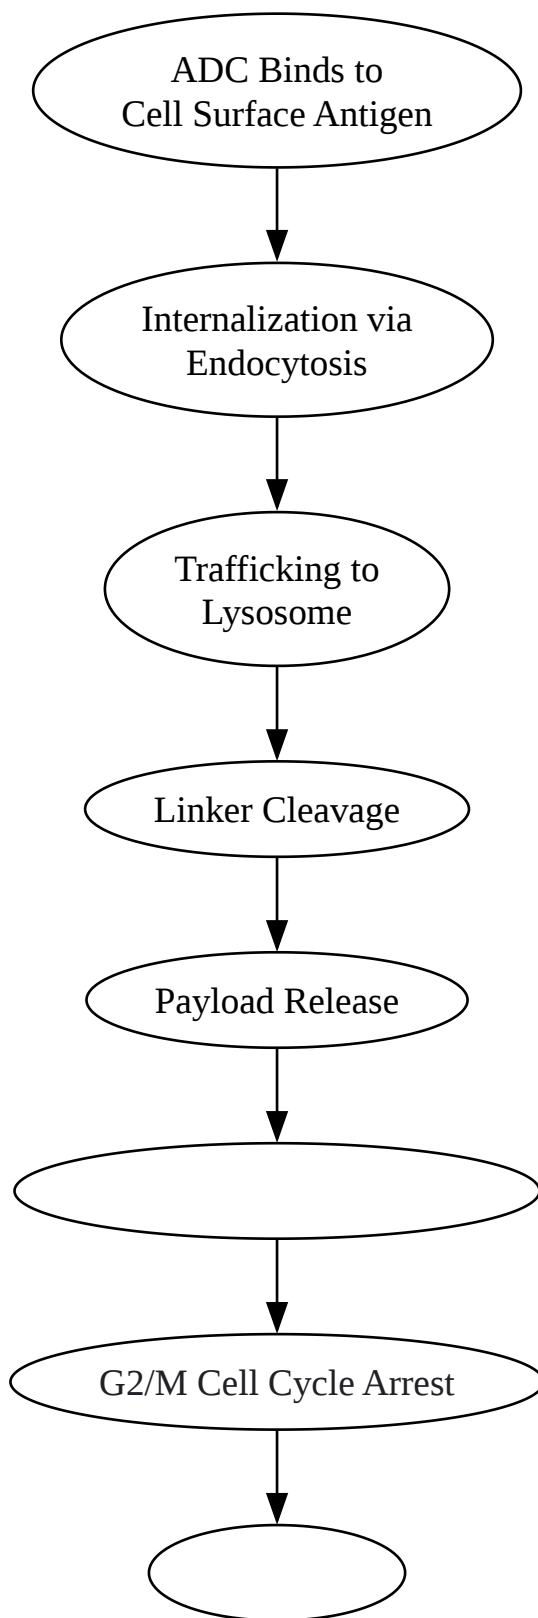 ADC Binds to
Cell Surface Antigen
Internalization via
Endocytosis
Trafficking to
Lysosome
Linker Cleavage
Payload Release
G2/M Cell Cycle Arrest